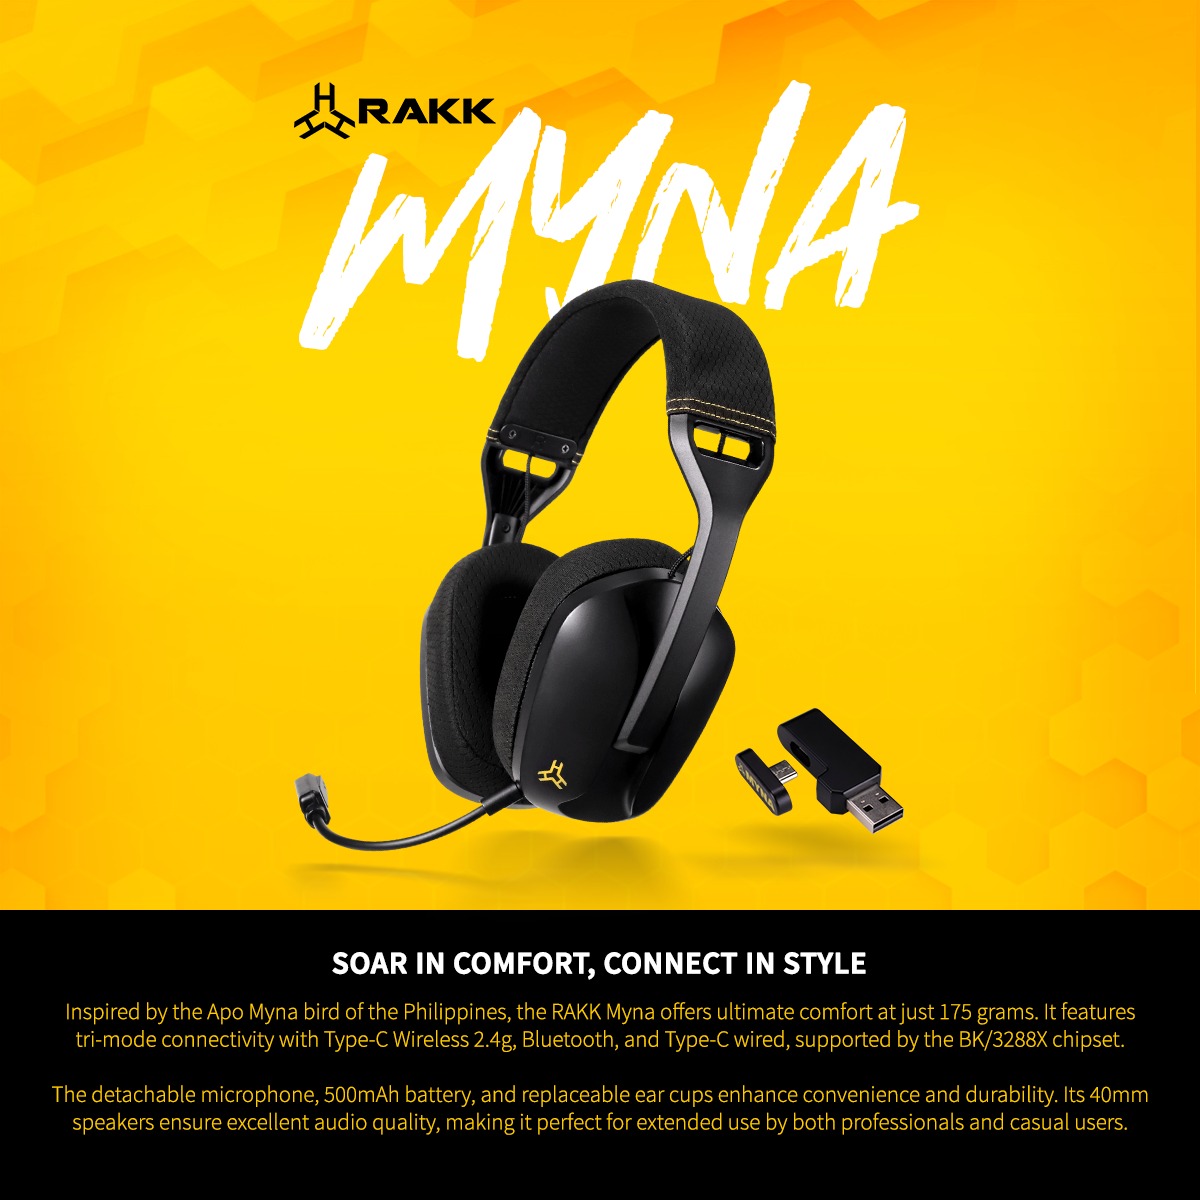 RAKK
MYNA
MYNA
SOAR IN COMFORT, CONNECT IN STYLE
Inspired by the Apo Myna bird of the Philippines, the RAKK Myna offers ultimate comfort at just 175 grams. It features
tri-mode connectivity with Type-C Wireless 2.4g, Bluetooth, and Type-C wired, supported by the BK/3288X chipset.
The detachable microphone, 500mAh battery, and replaceable ear cups enhance convenience and durability. Its 40mm
speakers ensure excellent audio quality, making it perfect for extended use by both professionals and casual users.